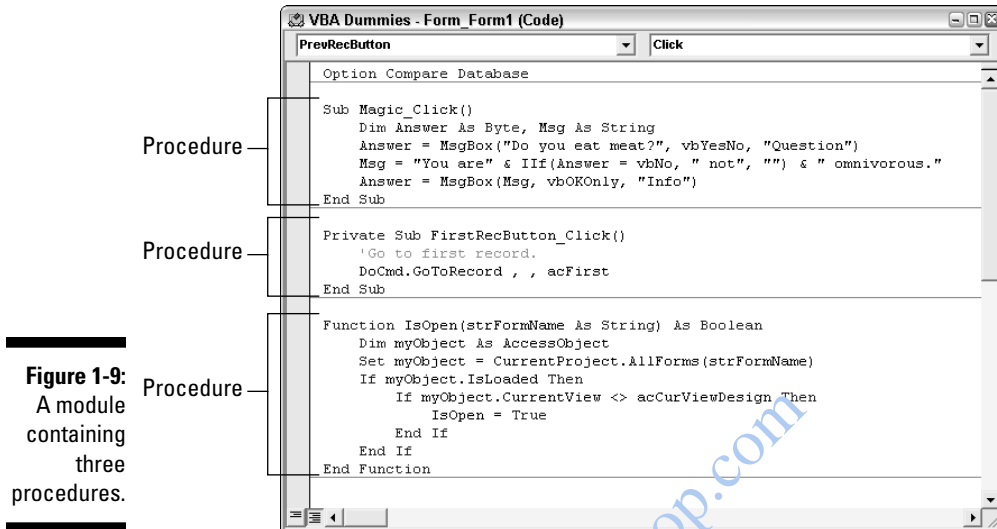 VBA Dummies - Form_Form1 (Code)
PrevRecButton
Click
Option Compare Database
Procedure
Sub Magic_Click()
Dim Answer As Byte, Msg As String
Answer = MsgBox("Do you eat meat?", vbYesNo, "Question")
Msg = "You are" & IIf(Answer = vbNo, " not", "") & " omnivorous."
Answer = MsgBox(Msg, vbOKOnly, "Info")
End Sub
Procedure
Private Sub FirstRecButton_Click()
'Go to first record.
DoCmd.GoToRecord , , acFirst
End Sub
Procedure
Function IsOpen(strFormName As String) As Boolean
Dim myObject As AccessObject
Set myObject = CurrentProject.AllForms(strFormName)
If myObject.IsLoaded Then
If myObject.CurrentView <> acCurViewDesign Then
IsOpen = True
End If
End If
End Function
Figure 1-9:
A module
containing
three
procedures.
op.com